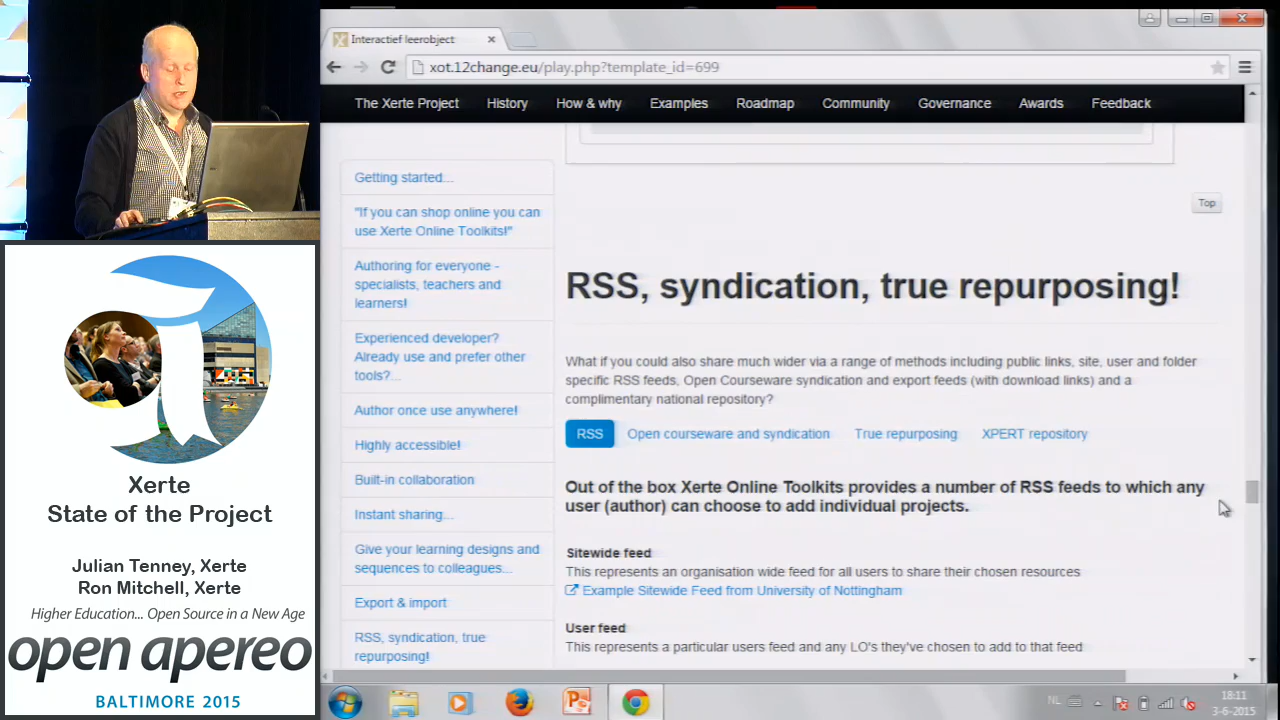 Interactief leerobject
xot.12change.eu/play.php?template_id=699
The Xerte Project
History
How & why
Examples
Roadmap
Community
Governance
Awards
Feedback
Getting started...
"If you can shop online you can
use Xerte Online Toolkits!"
Authoring for everyone -
specialists, teachers and
learners!
Experienced developer?
Already use and prefer other
tools?...
Author once use anywhere!
Highly accessible!
Built-in collaboration
Instant sharing...
Give your learning designs and
sequences to colleagues...
Export & import
RSS, syndication, true
repurposing!
Top
RSS, syndication, true repurposing!
What if you could also share much wider via a range of methods including public links, site, user and folder
specific RSS feeds, Open Courseware syndication and export feeds (with download links) and a
complimentary national repository?
RSS
Open courseware and syndication
True repurposing
XPERT repository
Out of the box Xerte Online Toolkits provides a number of RSS feeds to which any
user (author) can choose to add individual projects.
Sitewide feed
This represents an organisation wide feed for all users to share their chosen resources
Example Sitewide Feed from University of Nottingham
User feed
This represents a particular users feed and any LO's they've chosen to add to that feed
Xerte
State of the Project
Julian Tenney, Xerte
Ron Mitchell, Xerte
Higher Education... Open Source in a New Age
open apereo
BALTIMORE 2015
NL
18:11
3-6-2015